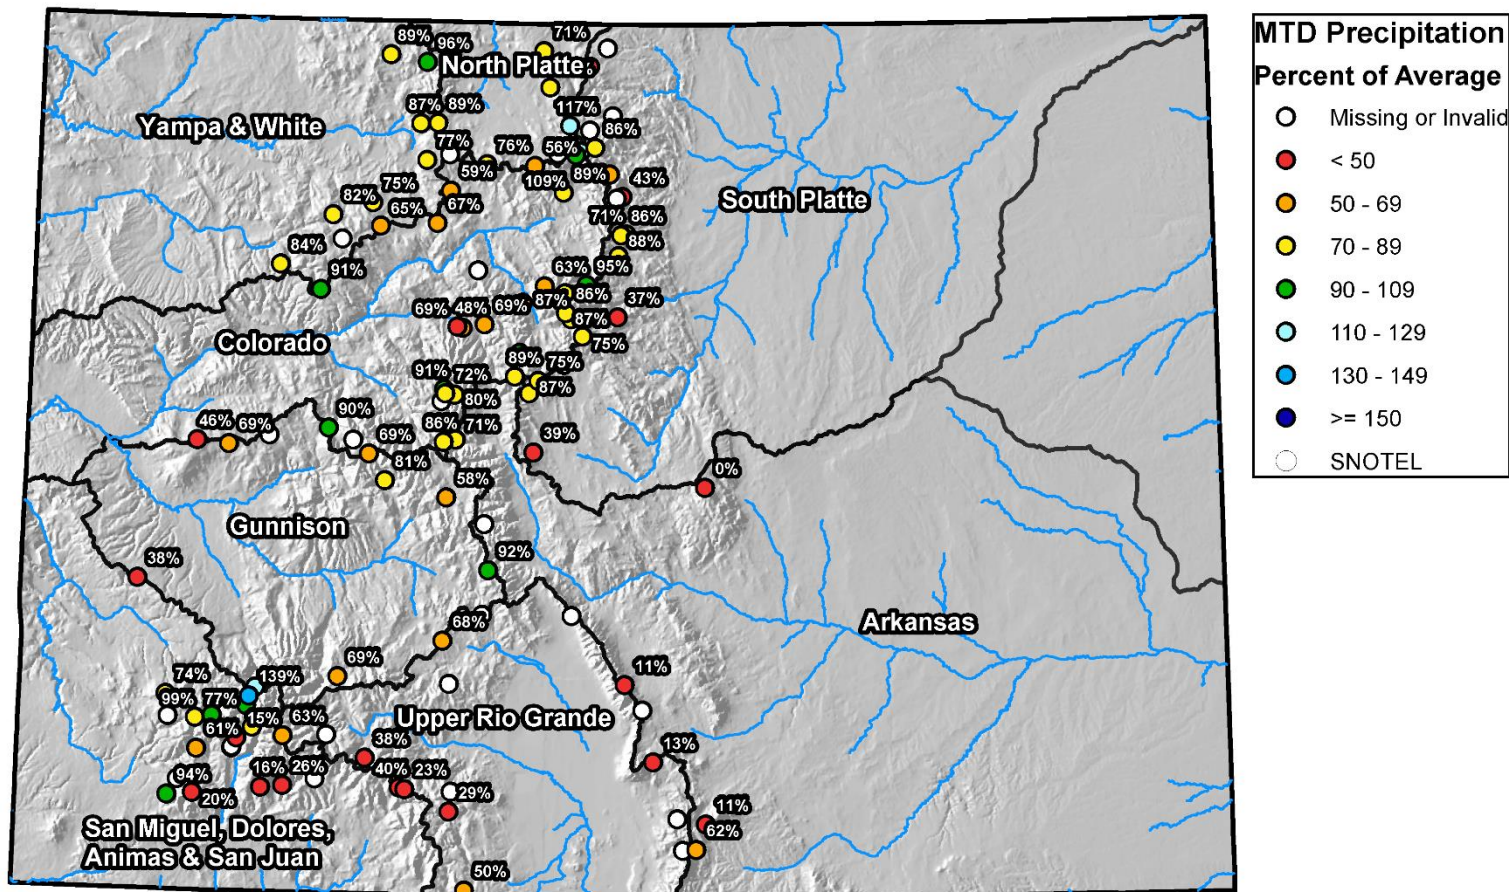 MTD Precipitation
Percent of Average
Missing or Invalid
< 50
50 - 69
70 - 89
90 - 109
110 - 129
130 - 149
>= 150
SNOTEL
89%
96%
71%
North Platte
117%
87% 89%
86%
Yampa & White
77%
76%
56%
59%
109%
89%
43%
75%
82%
65%
67%
71% 86%
South Platte
88%
84%
91%
63% 95%
69% 48% 69%
87% 86%
37%
87%
Colorado
75%
91% 72%
89% 75%
80%
87%
46% 69%
90%
86% 71%
69%
39%
81%
58%
0%
Gunnison
92%
38%
68%
Arkansas
74%
139%
69%
11%
99% 77%
61% 15% 63%
Upper Rio Grande
38%
13%
94%
16% 26%
40% 23%
20%
29%
11%
62%
San Miguel, Dolores,
Animas & San Juan
50%